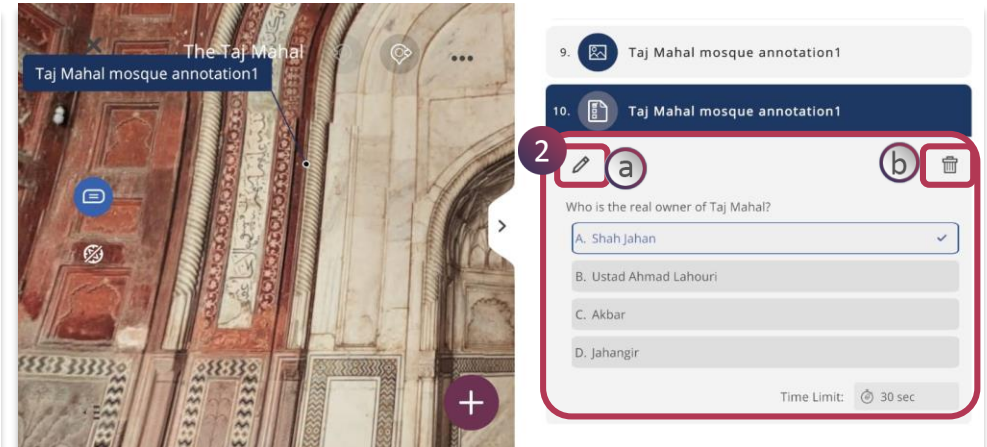 The Taj Mahal
Taj Mahal mosque annotation1
9. Taj Mahal mosque annotation1
10. Taj Mahal mosque annotation1
2
a
b
Who is the real owner of Taj Mahal?
A. Shah Jahan
B. Ustad Ahmad Lahouri
C. Akbar
D. Jahangir
Time Limit: 30 sec